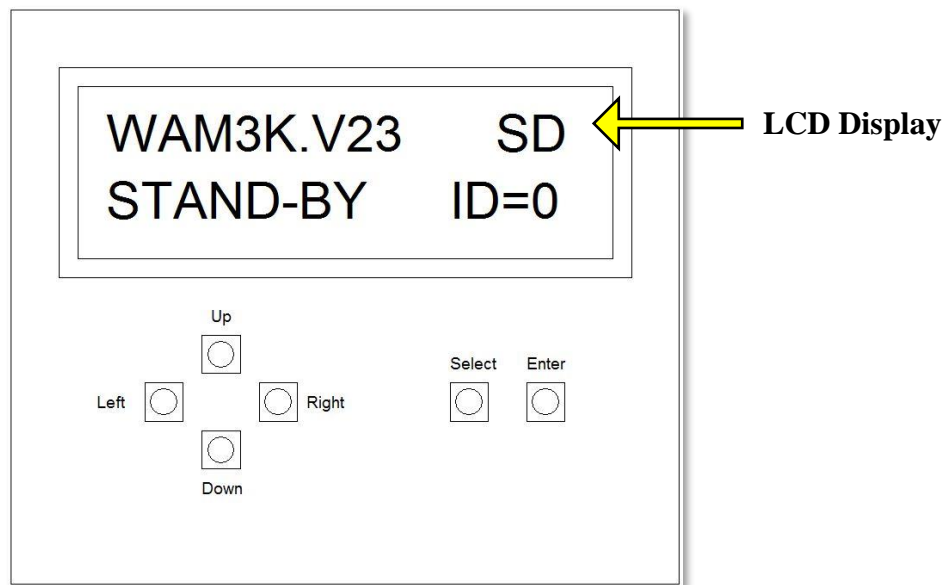 WAM3K.V23 SD
LCD Display
STAND-BY ID=0
Up
Select Enter
Left Right
Down